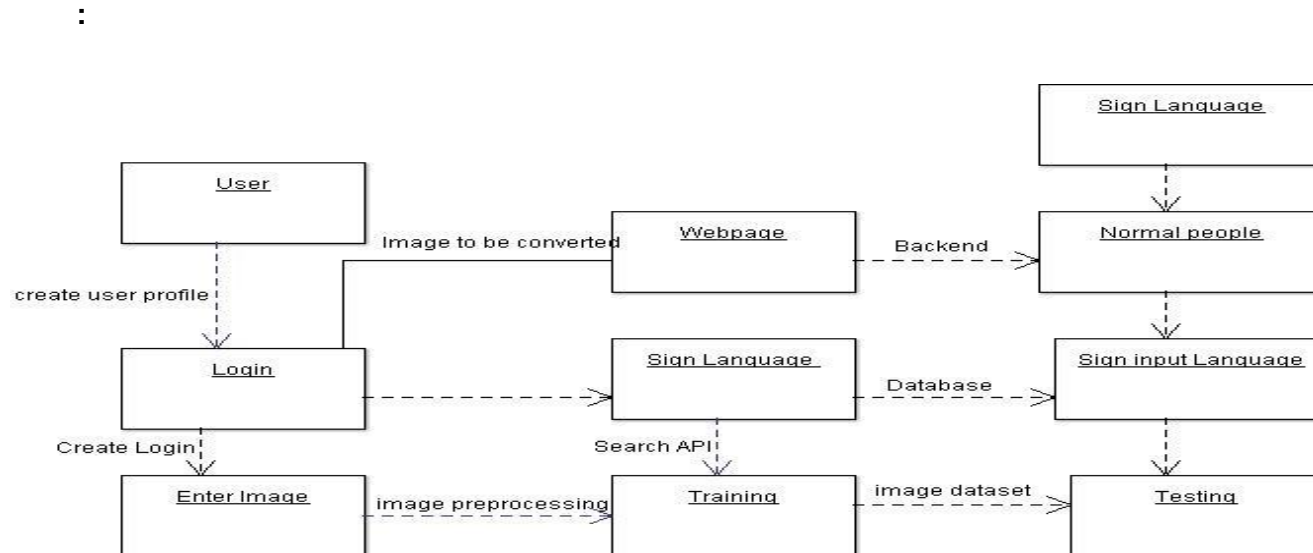 :
Sign Language
User
Image to be converted
Webpage
Backend
Normal people
create user profile
Login
Sign Language
Database
Sign input Language
Create Login
Search API
Enter Image
image preprocessing
Training
image dataset
Testing